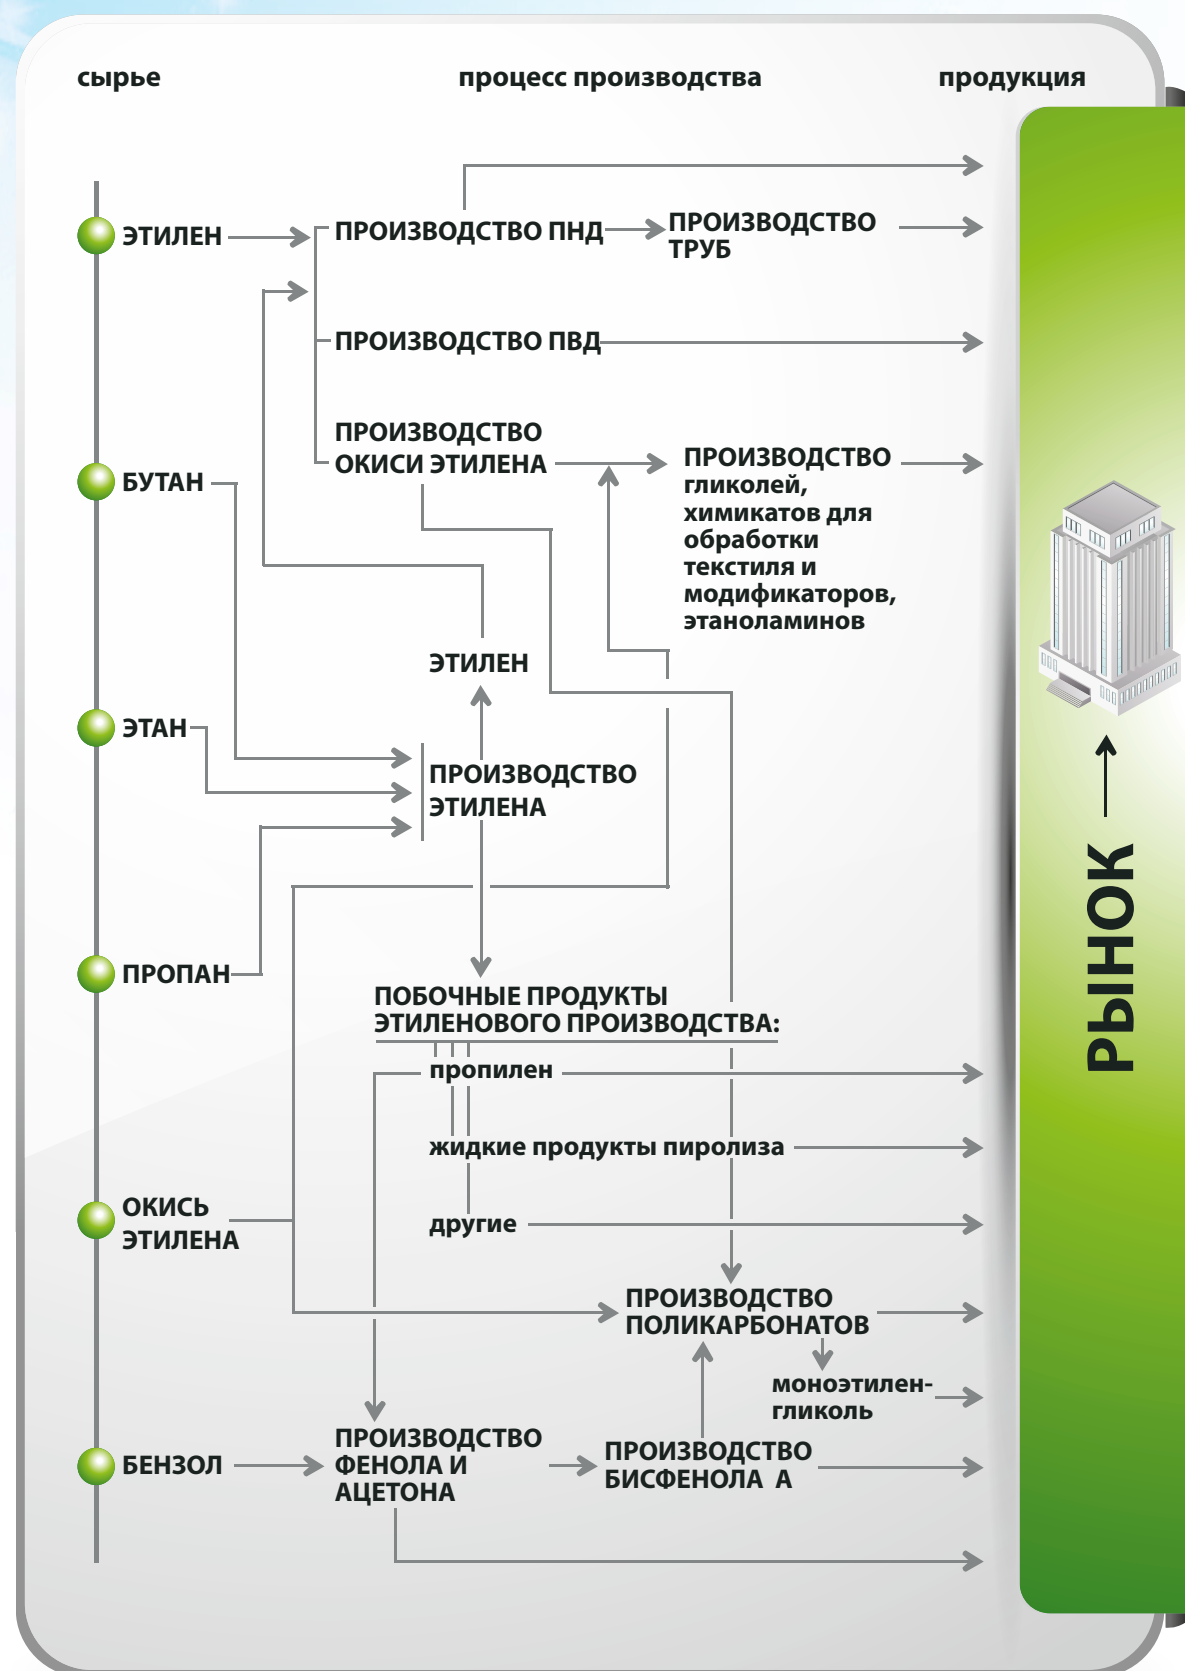 сырье
процесс производства
продукция
ЭТИЛЕН
ПРОИЗВОДСТВО ПНД
ПРОИЗВОДСТВО
ТРУБ
ПРОИЗВОДСТВО ПВД
ПРОИЗВОДСТВО
ОКИСИ ЭТИЛЕНА
ПРОИЗВОДСТВО
гликолей,
химикатов для
обработки
текстиля и
модификаторов,
этаноламинов
БУТАН
ЭТИЛЕН
ЭТАН
ПРОИЗВОДСТВО
ЭТИЛЕНА
РЫНОК
ПРОПАН
ПОБОЧНЫЕ ПРОДУКТЫ
ЭТИЛЕНОВОГО ПРОИЗВОДСТВА:
пропилен
жидкие продукты пиролиза
другие
ОКИСЬ
ЭТИЛЕНА
ПРОИЗВОДСТВО
ПОЛИКАРБОНАТОВ
моноэтилен-
гликоль
БЕНЗОЛ
ПРОИЗВОДСТВО
ФЕНОЛА И
АЦЕТОНА
ПРОИЗВОДСТВО
БИСФЕНОЛА А